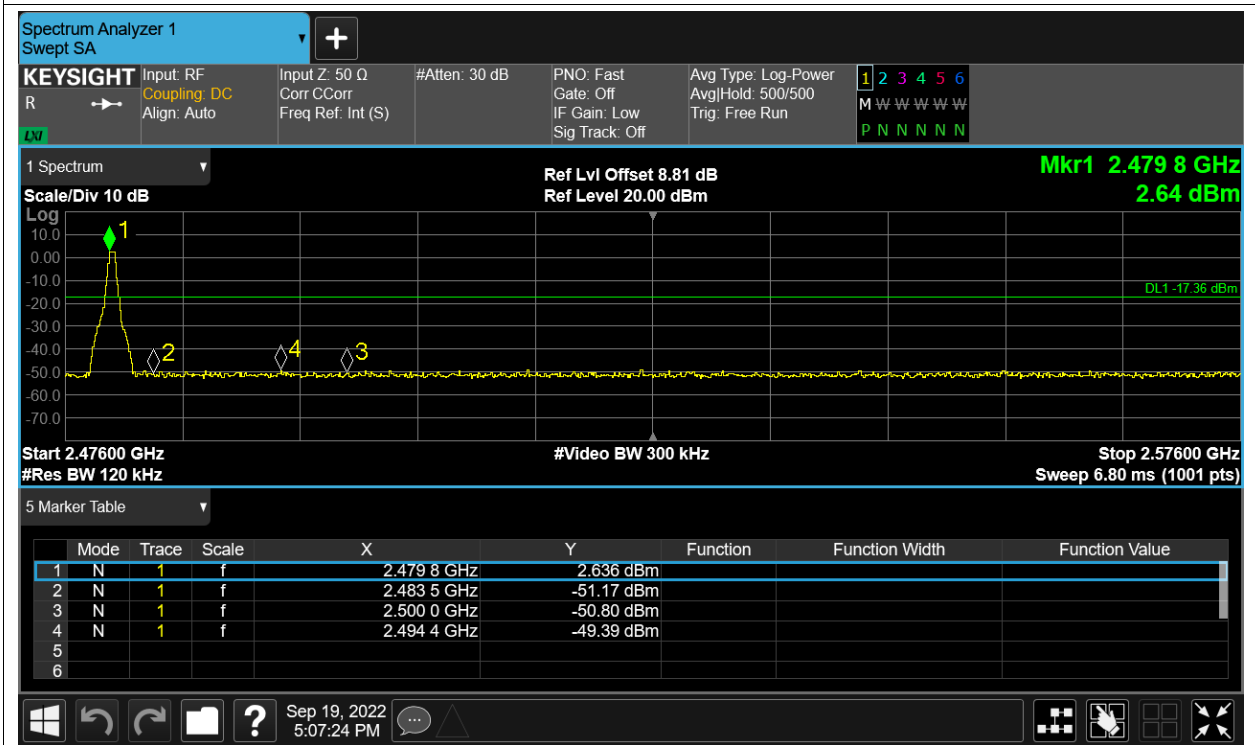 Spectrum Analyzer 1
Swept SA
KEYSIGHT
R
LXI
Input: RF
Coupling: DC
Align: Auto
Input Z: 50 Ω
Corr CCorr
Freq Ref: Int (S)
#Atten: 30 dB
PNO: Fast
Gate: Off
IF Gain: Low
Sig Track: Off
Avg Type: Log-Power
Avg|Hold: 500/500
Trig: Free Run
1 2 3 4 5 6
M W W W W W
P N N N N N
1 Spectrum
Scale/Div 10 dB
Ref Lvl Offset 8.81 dB
Ref Level 20.00 dBm
Mkr1 2.479 8 GHz
2.64 dBm
Log
10.0
0.00
-10.0
-20.0
-30.0
-40.0
-50.0
-60.0
-70.0
1
2
4
3
DL1 -17.36 dBm
Start 2.47600 GHz
#Video BW 300 kHz
Stop 2.57600 GHz
#Res BW 120 kHz
Sweep 6.80 ms (1001 pts)
5 Marker Table
Mode Trace Scale X Y Function Function Width Function Value
1 N 1 f 2.479 8 GHz 2.636 dBm
2 N 1 f 2.483 5 GHz -51.17 dBm
3 N 1 f 2.500 0 GHz -50.80 dBm
4 N 1 f 2.494 4 GHz -49.39 dBm
5
6
?
Sep 19, 2022
5:07:24 PM